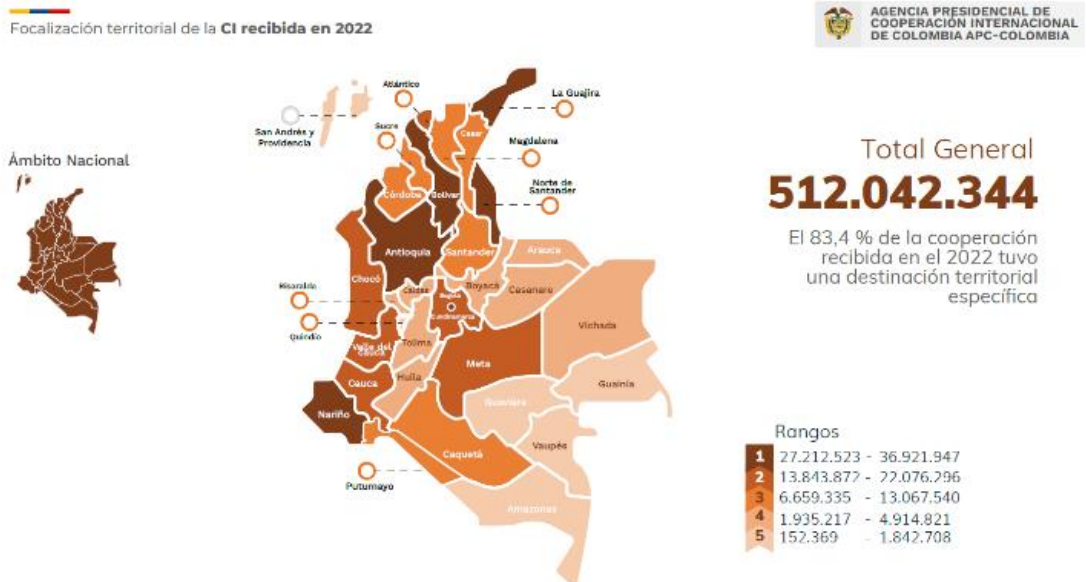 Focalización territorial de la CI recibida en 2022
AGENCIA PRESIDENCIAL DE
COOPERACIÓN INTERNACIONAL
DE COLOMBIA APC-COLOMBIA
Ámbito Nacional
San Andrés y
Providencia
Atlántico
Sucre
La Guajira
Cesar
Magdalena
Norte de
Santander
Córdoba
Bolívar
Antioquia
Santander
Arauca
Chocó
Risaralda
Caldas
Boyacá
Casanare
Bogotá
Cundinamarca
Quindío
Tolima
Vichada
Valle del
Cauca
Meta
Huila
Cauca
Guainía
Nariño
Guaviare
Vaupés
Caquetá
Putumayo
Amazonas
Total General
512.042.344
El 83,4 % de la cooperación
recibida en el 2022 tuvo
una destinación territorial
específica
Rangos
1 27.212.523 - 36.921.947
2 13.843.872 - 22.076.296
3 6.659.335 - 13.067.540
4 1.935.217 - 4.914.821
5 152.369 - 1.842.708